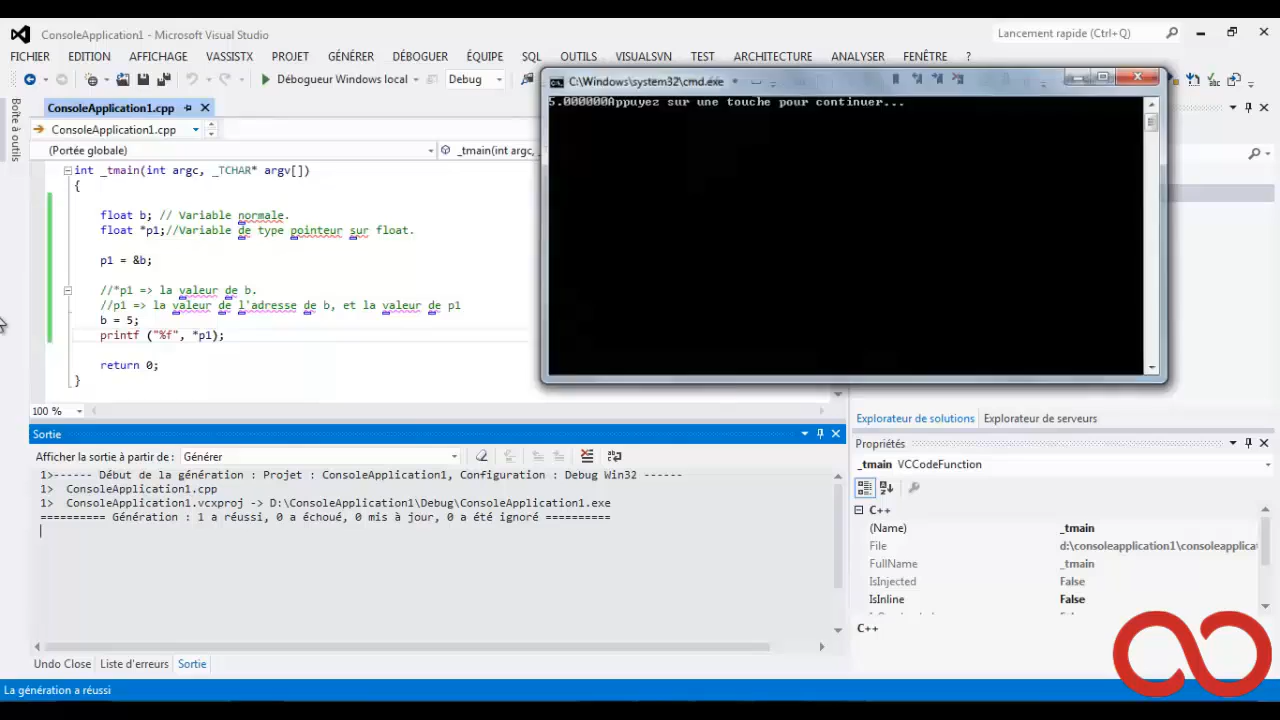 ConsoleApplication1 - Microsoft Visual Studio
Lancement rapide (Ctrl+Q)
FICHIER EDITION AFFICHAGE VASSISTX PROJET GÉNÉRER DÉBOGUER ÉQUIPE SQL OUTILS VISUALSVN TEST ARCHITECTURE ANALYSER FENÊTRE ?
Débogueur Windows local
Debug
C:\Windows\system32\cmd.exe
5.000000Appuyez sur une touche pour continuer...
Boîte à outils
ConsoleApplication1.cpp
ConsoleApplication1.cpp
(Portée globale)
_tmain(int argc,
int _tmain(int argc, _TCHAR* argv[])
{
float b; // Variable normale.
float *p1;//Variable de type pointeur sur float.
p1 = &b;
//*p1 => la valeur de b.
//p1 => la valeur de l'adresse de b, et la valeur de p1
b = 5;
printf ("%f", *p1);
return 0;
}
100 %
Sortie
Afficher la sortie à partir de : Générer
1>------ Début de la génération : Projet : ConsoleApplication1, Configuration : Debug Win32 ------
1> ConsoleApplication1.cpp
1> ConsoleApplication1.vcxproj -> D:\ConsoleApplication1\Debug\ConsoleApplication1.exe
========== Génération : 1 a réussi, 0 a échoué, 0 mis à jour, 0 a été ignoré ==========
Undo Close Liste d'erreurs Sortie
La génération a réussi
Explorateur de solutions Explorateur de serveurs
Propriétés
_tmain VCCodeFunction
C++
(Name) _tmain
File d:\consoleapplication1\consoleapplica
FullName _tmain
IsInjected False
IsInline False
C++